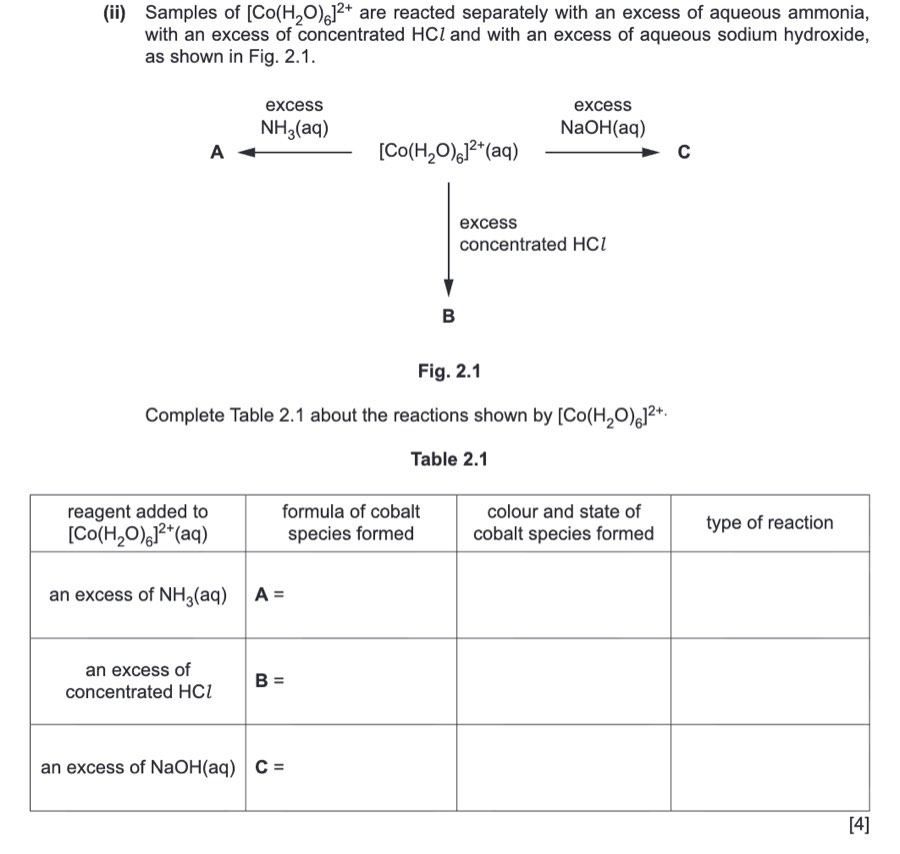 (ii) Samples of [Co(H₂O)₆]²⁺ are reacted separately with an excess of aqueous ammonia,
with an excess of concentrated HCl and with an excess of aqueous sodium hydroxide,
as shown in Fig. 2.1.
excess
NH₃(aq)
excess
NaOH(aq)
A
[Co(H₂O)₆]²⁺(aq)
C
excess
concentrated HCl
B
Fig. 2.1
Complete Table 2.1 about the reactions shown by [Co(H₂O)₆]²⁺.
Table 2.1
reagent added to
[Co(H₂O)₆]²⁺(aq)
formula of cobalt
species formed
colour and state of
cobalt species formed
type of reaction
an excess of NH₃(aq)
A =
an excess of
concentrated HCl
B =
an excess of NaOH(aq)
C =
[4]